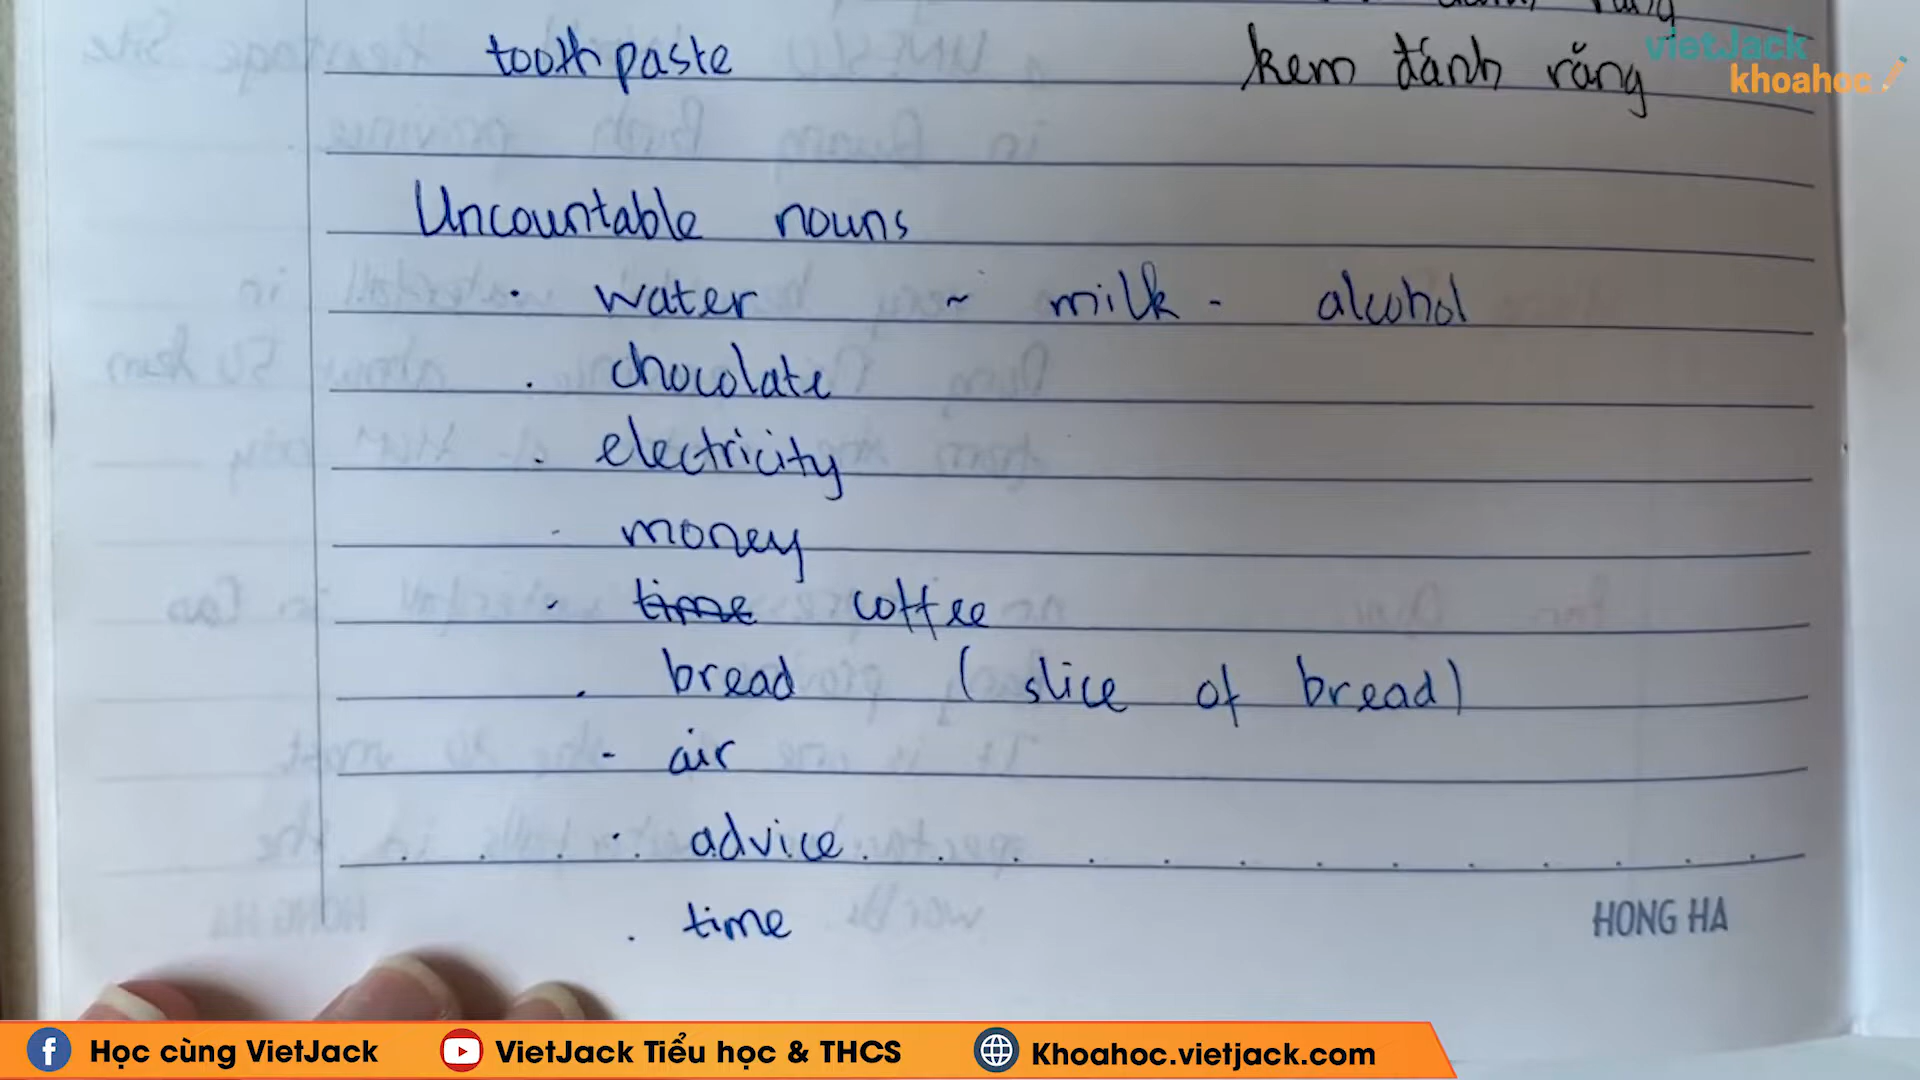 toothpaste kem đánh răng
vietJack
khoahoc
Uncountable nouns
· water ~ milk - alcohol
. chocolate
. electricity
- money
- time coffee
. bread ( slice of bread)
- air
· advice
. time
HONG HA
Học cùng VietJack VietJack Tiểu học & THCS Khoahoc.vietjack.com